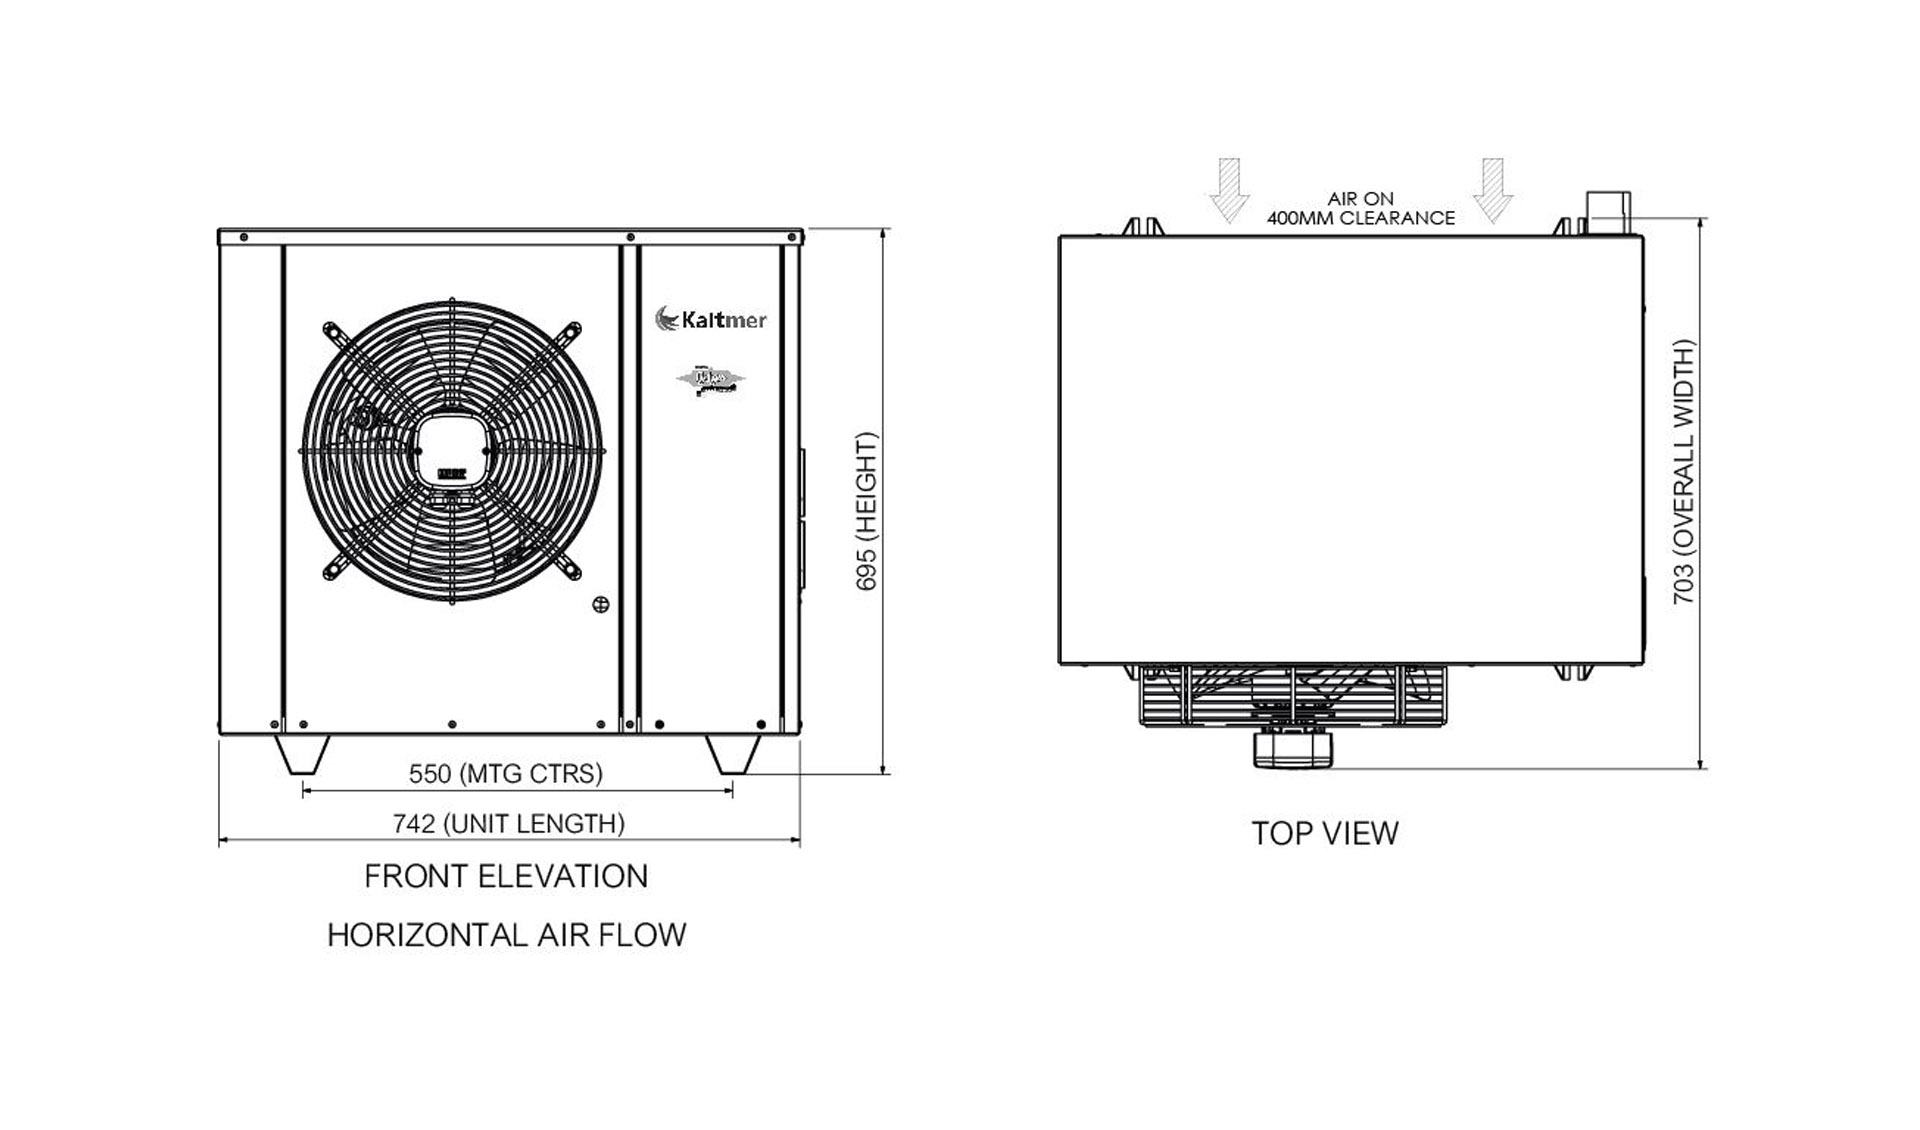 Kaltmer
695 (HEIGHT)
550 (MTG CTRS)
742 (UNIT LENGTH)
FRONT ELEVATION
HORIZONTAL AIR FLOW
AIR ON
400MM CLEARANCE
703 (OVERALL WIDTH)
TOP VIEW